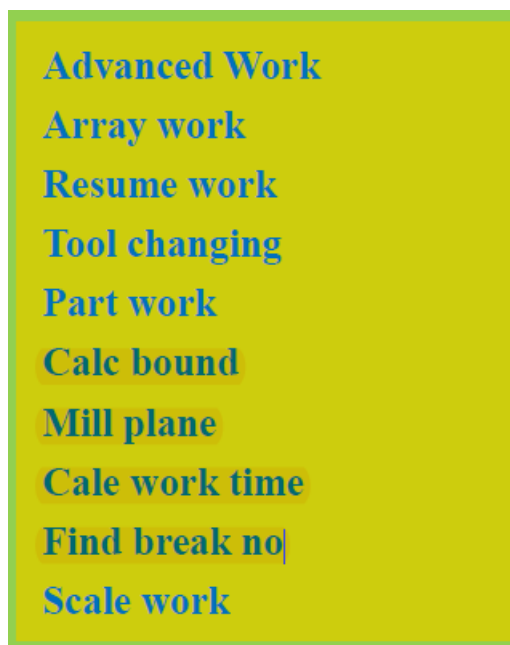 Advanced Work
Array work
Resume work
Tool changing
Part work
Calc bound
Mill plane
Cale work time
Find break no
Scale work